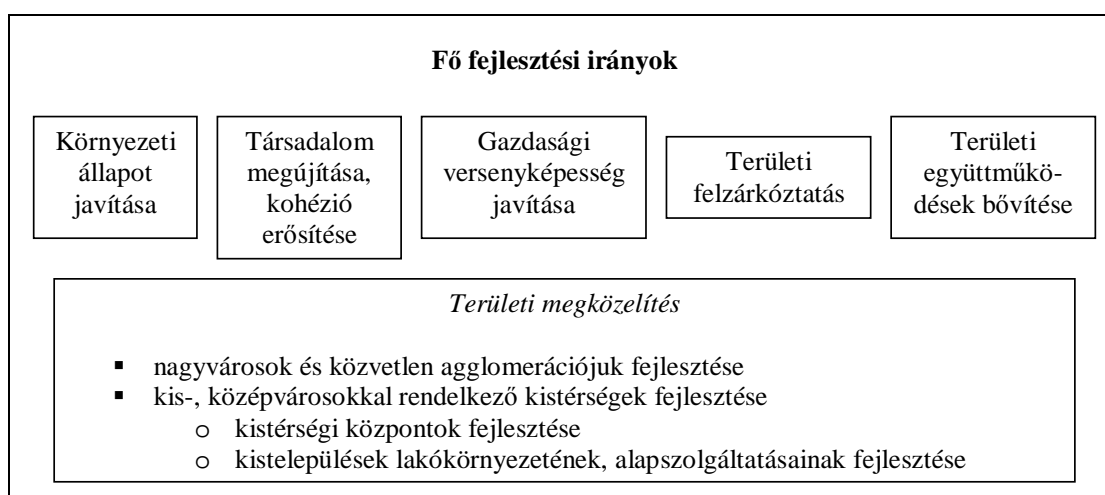 Fő fejlesztési irányok
Környezeti
állapot
javítása
Társadalom
megújítása,
kohézió
erősítése
Gazdasági
versenyképesség
javítása
Területi
felzárkóztatás
Területi
együttműkö-
dések bővítése
Területi megközelítés
▪ nagyvárosok és közvetlen agglomerációjuk fejlesztése
▪ kis-, középvárosokkal rendelkező kistérségek fejlesztése
o kistérségi központok fejlesztése
o kistelepülések lakókörnyezetének, alapszolgáltatásainak fejlesztése